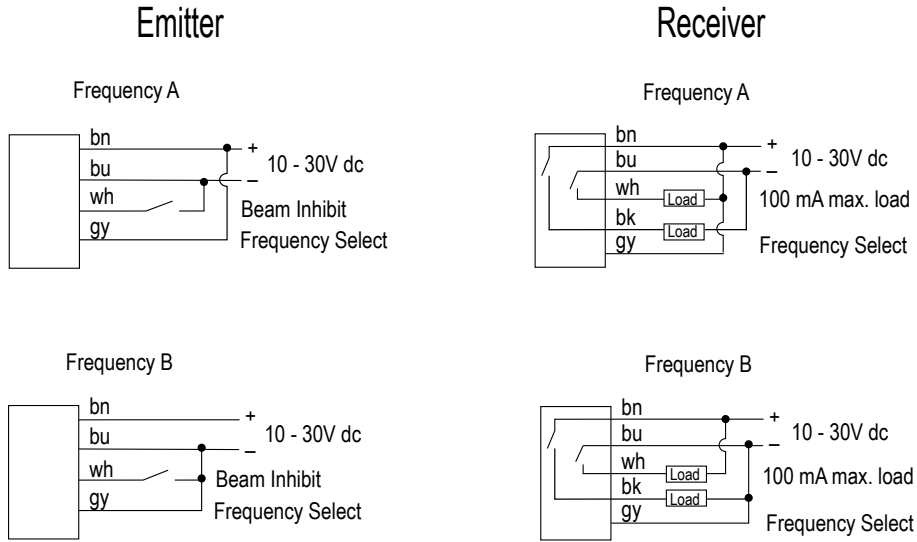 Emitter
Receiver
Frequency A
bn
bu
wh
gy
+
–
10 - 30V dc
Beam Inhibit
Frequency Select
Frequency A
bn
bu
wh
bk
gy
Load
Load
+
–
10 - 30V dc
100 mA max. load
Frequency Select
Frequency B
bn
bu
wh
gy
+
–
10 - 30V dc
Beam Inhibit
Frequency Select
Frequency B
bn
bu
wh
bk
gy
Load
Load
+
–
10 - 30V dc
100 mA max. load
Frequency Select